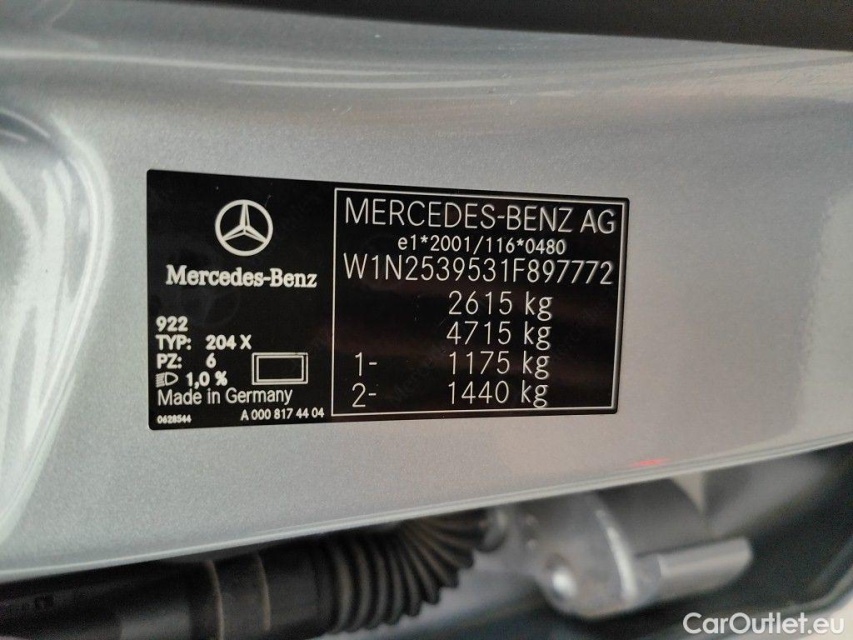 Mercedes-Benz
922
TYP: 204 X
PZ: 6
1,0 %
Made in Germany
0628544
A 000 817 44 04
MERCEDES-BENZ AG
e1*2001/116*0480
W1N2539531F897772
2615 kg
4715 kg
1- 1175 kg
2- 1440 kg
CarOutlet.eu